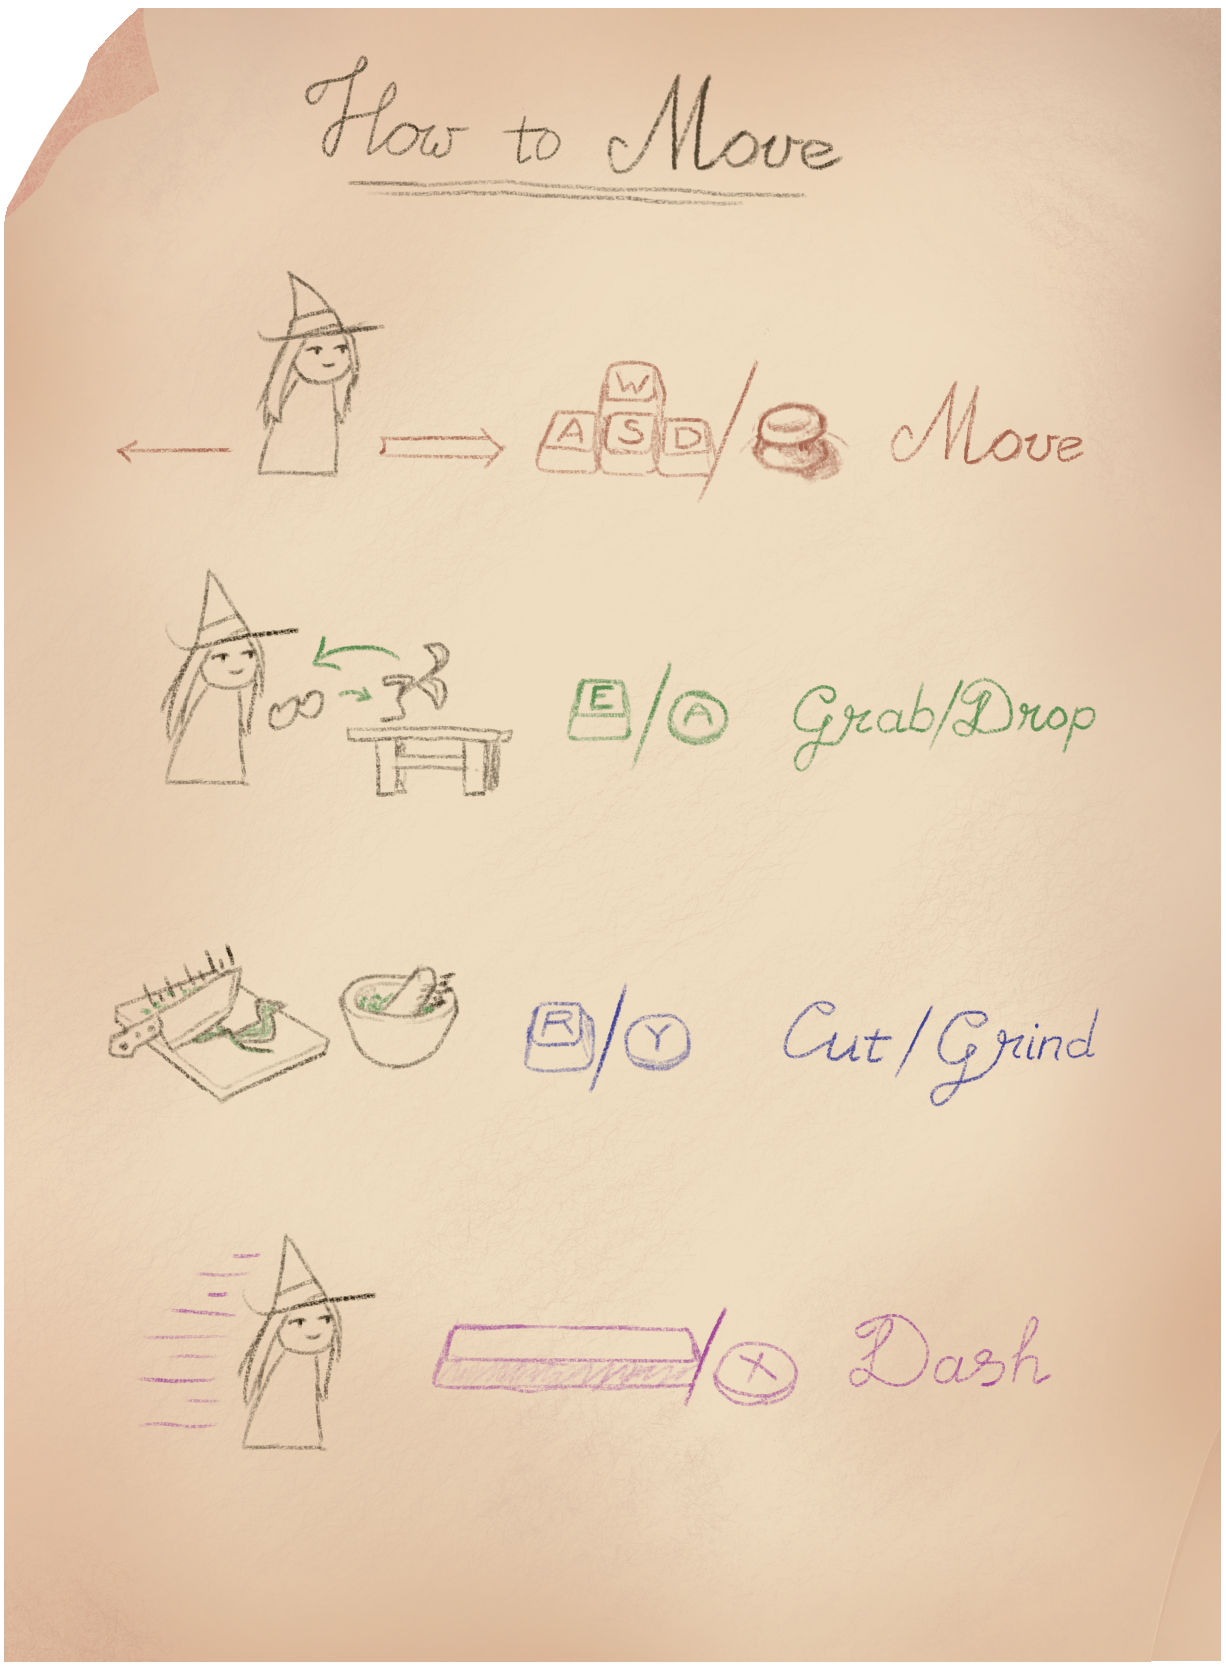 How to Move
W
A S D / Move
E / A Grab/Drop
R / Y Cut/Grind
/ X Dash